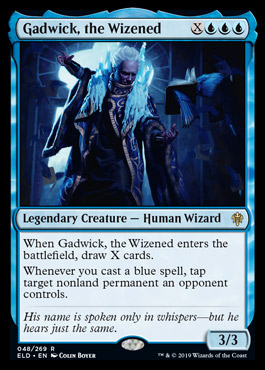 Gadwick, the Wizened X
Legendary Creature — Human Wizard
When Gadwick, the Wizened enters the
battlefield, draw X cards.
Whenever you cast a blue spell, tap
target nonland permanent an opponent
controls.
His name is spoken only in whispers—but he
hears just the same.
3/3
048/269 R
ELD • EN Colin Boyer
™ & © 2019 Wizards of the Coast